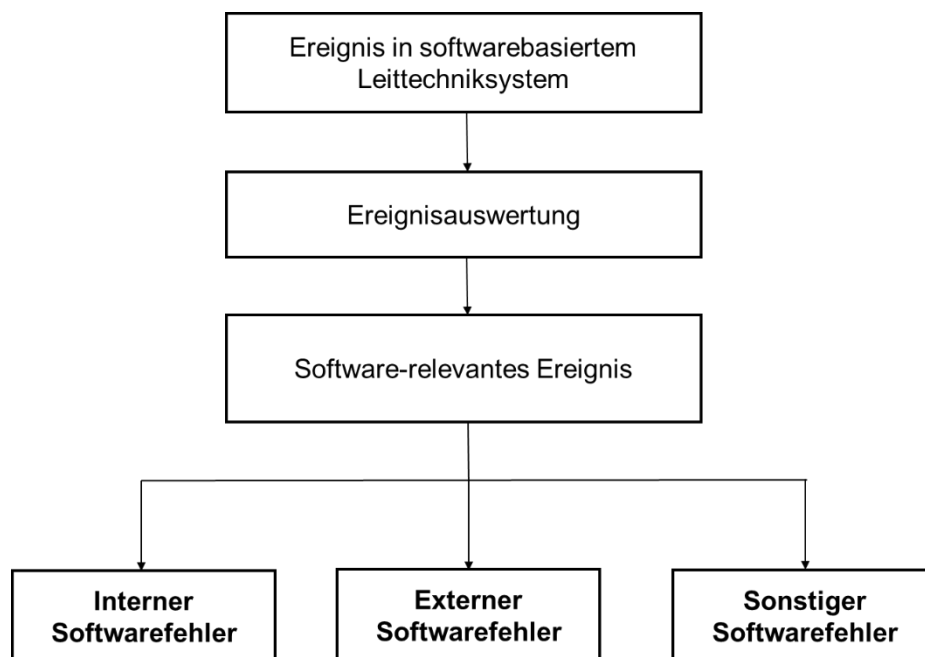 Ereignis in softwarebasiertem
Leittechniksystem
Ereignisauswertung
Software-relevantes Ereignis
Interner
Softwarefehler
Externer
Softwarefehler
Sonstiger
Softwarefehler